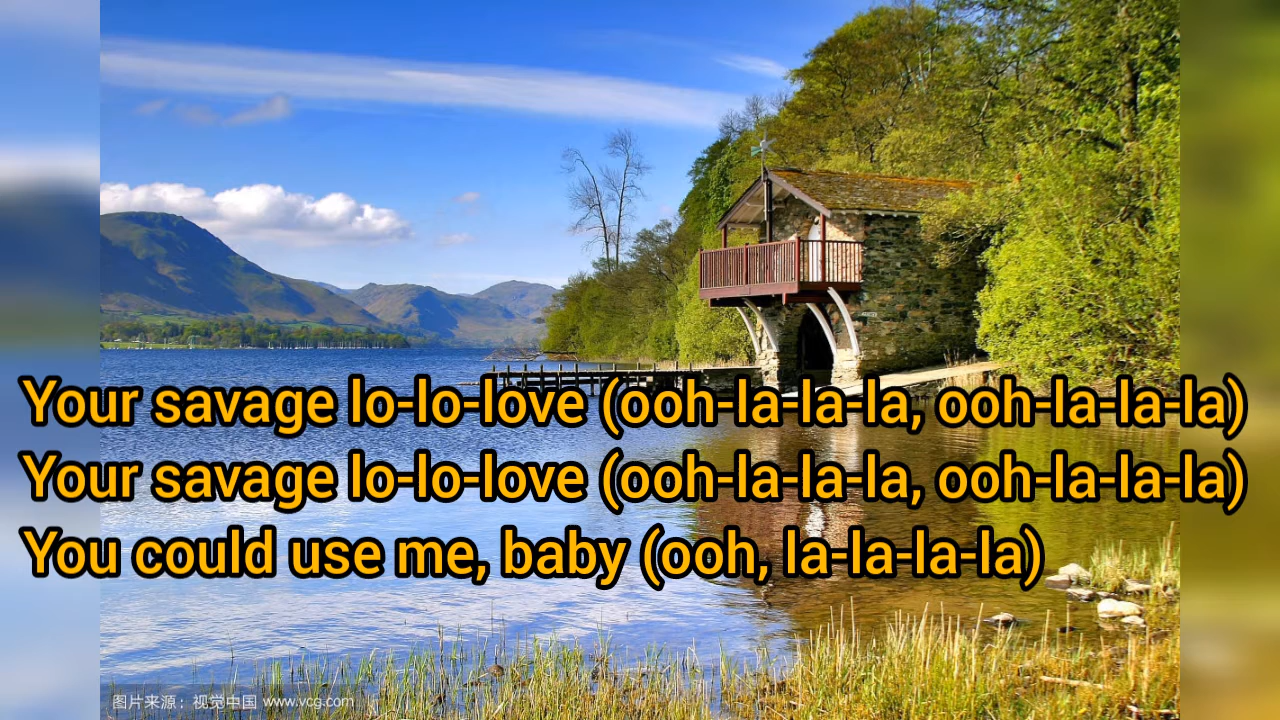 Your savage lo-lo-love (ooh-la-la-la, ooh-la-la-la)
Your savage lo-lo-love (ooh-la-la-la, ooh-la-la-la)
You could use me, baby (ooh, la-la-la-la)
图片来源：视觉中国 www.vcg.com